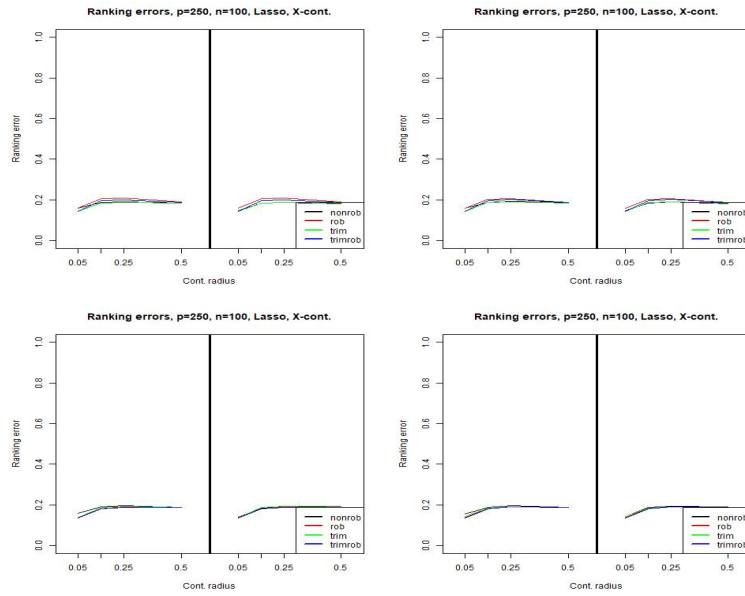 Ranking errors, p=250, n=100, Lasso, X-cont.
Ranking error
1.0
0.8
0.6
0.4
0.2
0.0
nonrob
rob
trim
trimrob
0.05 0.25 0.5 0.05 0.25 0.5
Cont. radius
Ranking errors, p=250, n=100, Lasso, X-cont.
Ranking error
1.0
0.8
0.6
0.4
0.2
0.0
nonrob
rob
trim
trimrob
0.05 0.25 0.5 0.05 0.25 0.5
Cont. radius
Ranking errors, p=250, n=100, Lasso, X-cont.
Ranking error
1.0
0.8
0.6
0.4
0.2
0.0
nonrob
rob
trim
trimrob
0.05 0.25 0.5 0.05 0.25 0.5
Cont. radius
Ranking errors, p=250, n=100, Lasso, X-cont.
Ranking error
1.0
0.8
0.6
0.4
0.2
0.0
nonrob
rob
trim
trimrob
0.05 0.25 0.5 0.05 0.25 0.5
Cont. radius